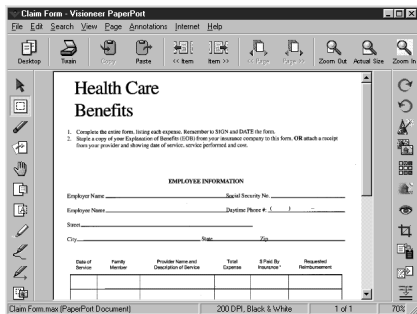 Claim Form - Visioneer PaperPort
File Edit Search View Page Annotations Internet Help
Desktop Train Copy Paste << Item Item >> << Page Page >> Zoom Out Actual Size Zoom In
Health Care
Benefits
1. Complete the entire form, listing each expense. Remember to SIGN and DATE the form.
2. Staple a copy of your Explanation of Benefits (EOB) from your insurance company to this form. OR attach a receipt
from your provider and showing date of service, service performed and cost.
EMPLOYEE INFORMATION
Employer Name Social Security No.
Employee Name Daytime Phone #: ( ) -
Street
City State Zip
Date of Service Family Member Provider Name and Description of Service Total Expense $ Paid By Insurance * Requested Reimbursement
Claim Form.max (PaperPort Document) 200 DPI, Black & White 1 of 1 70%